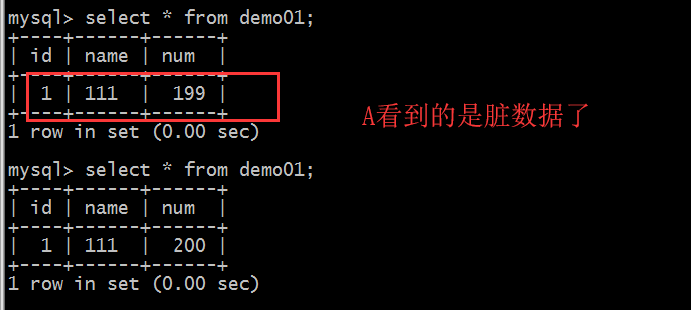 mysql> select * from demo01;
+----+------+------+
| id | name | num  |
+----+------+------+
|  1 | 111  |  199 |
+----+------+------+
1 row in set (0.00 sec)
A看到的是脏数据了
mysql> select * from demo01;
+----+------+------+
| id | name | num  |
+----+------+------+
|  1 | 111  |  200 |
+----+------+------+
1 row in set (0.00 sec)